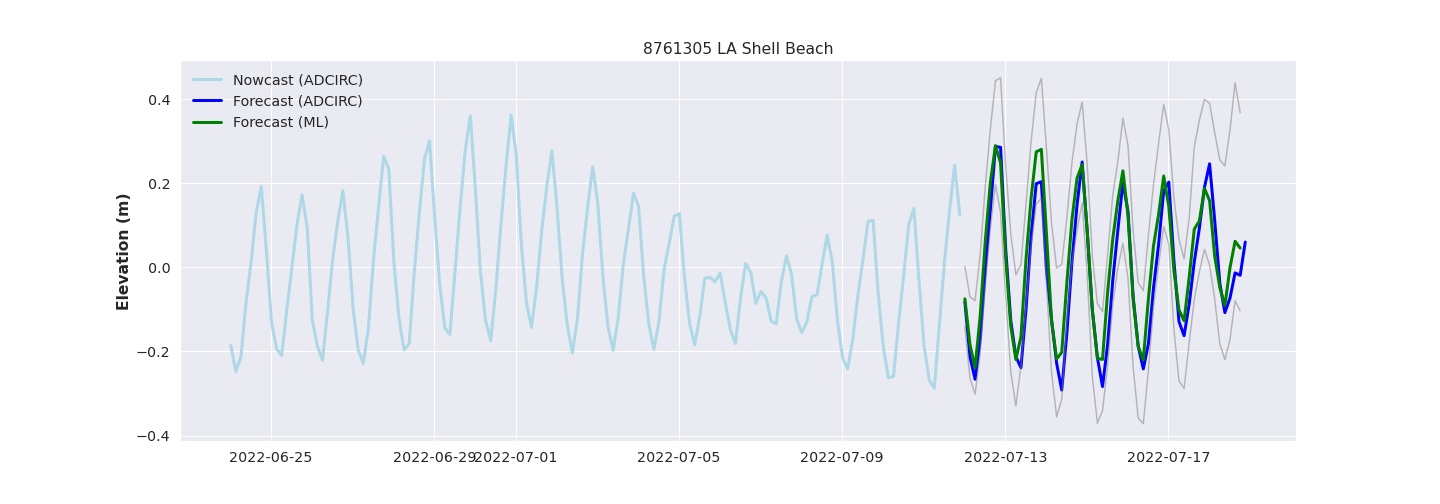 8761305 LA Shell Beach
Nowcast (ADCIRC)
Forecast (ADCIRC)
Forecast (ML)
Elevation (m)
0.4
0.2
0.0
−0.2
−0.4
2022-06-25 2022-06-29 2022-07-01 2022-07-05 2022-07-09 2022-07-13 2022-07-17